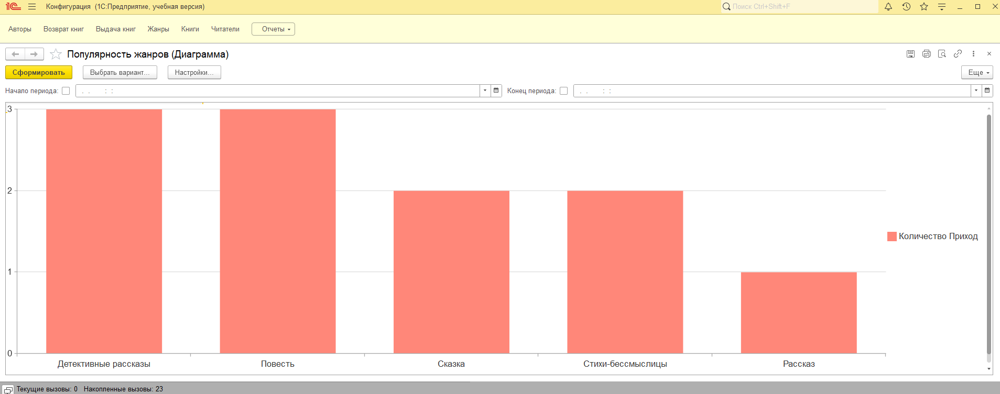 1С Конфигурация (1С:Предприятие, учебная версия) Поиск Ctrl+Shift+F
Авторы Возврат книг Выдача книг Жанры Книги Читатели Отчеты
Популярность жанров (Диаграмма)
Сформировать Выбрать вариант... Настройки... Еще
Начало периода: . . : : Конец периода: . . : :
3
2
1
0
Количество Приход
Детективные рассказы Повесть Сказка Стихи-бессмыслицы Рассказ
Текущие вызовы: 0 Накопленные вызовы: 23